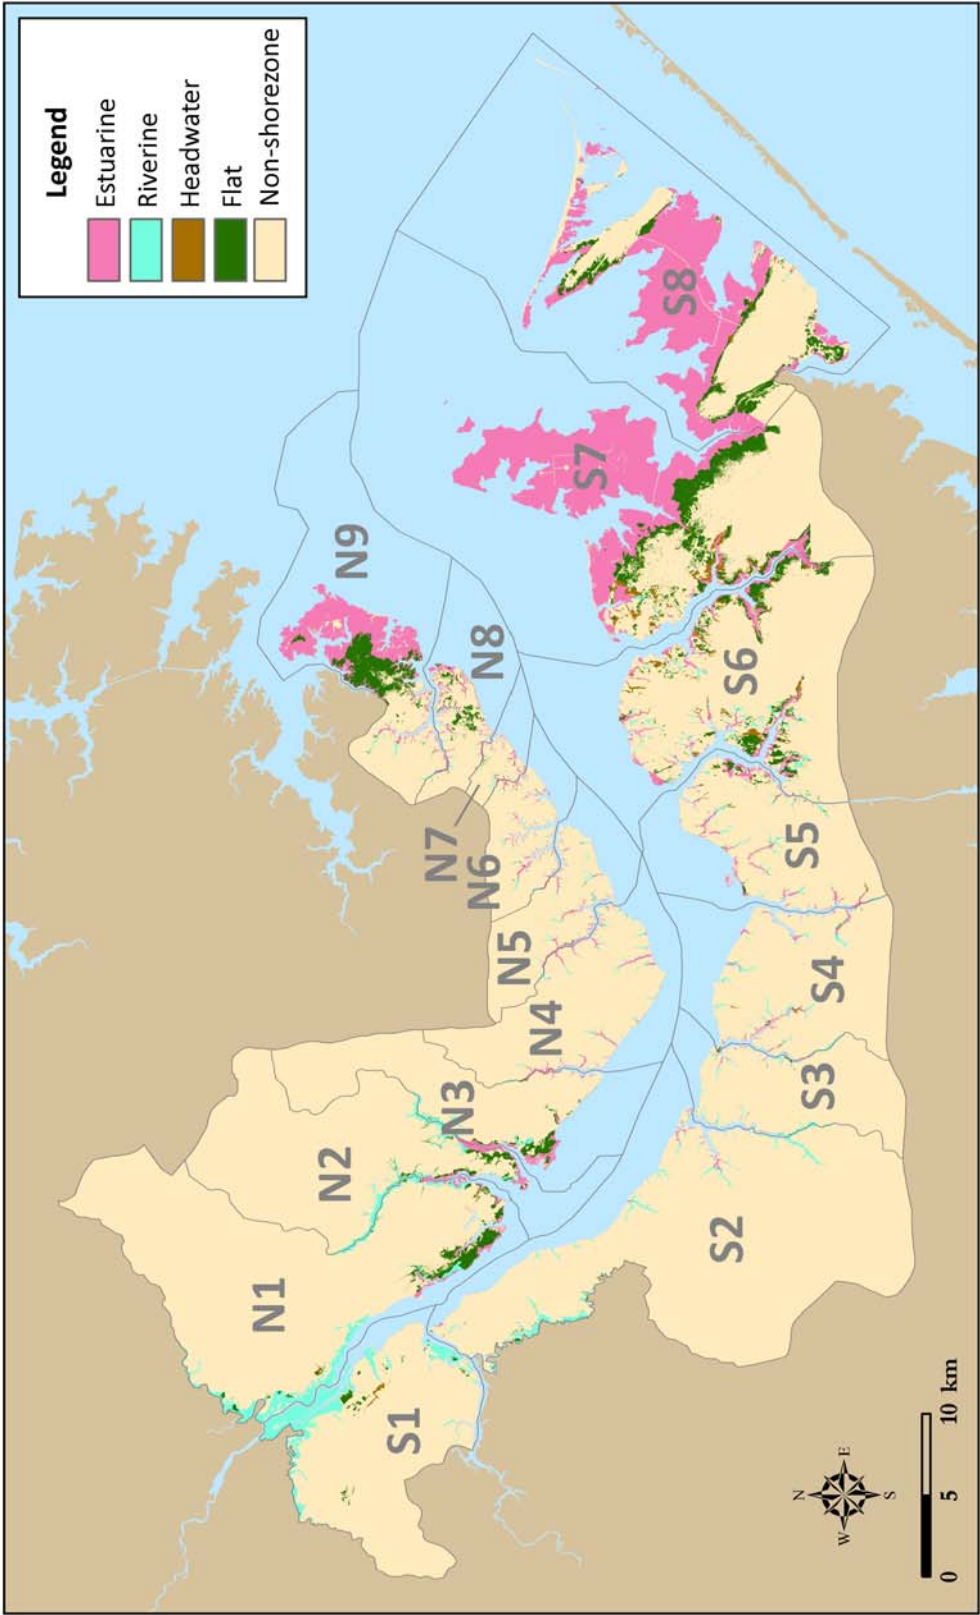 Legend
Estuarine
Riverine
Headwater
Flat
Non-shorezone
N1
N2
N3
N4
N5
N6
N7
N8
N9
S1
S2
S3
S4
S5
S6
S7
S8
N
W E
S
0 5 10 km